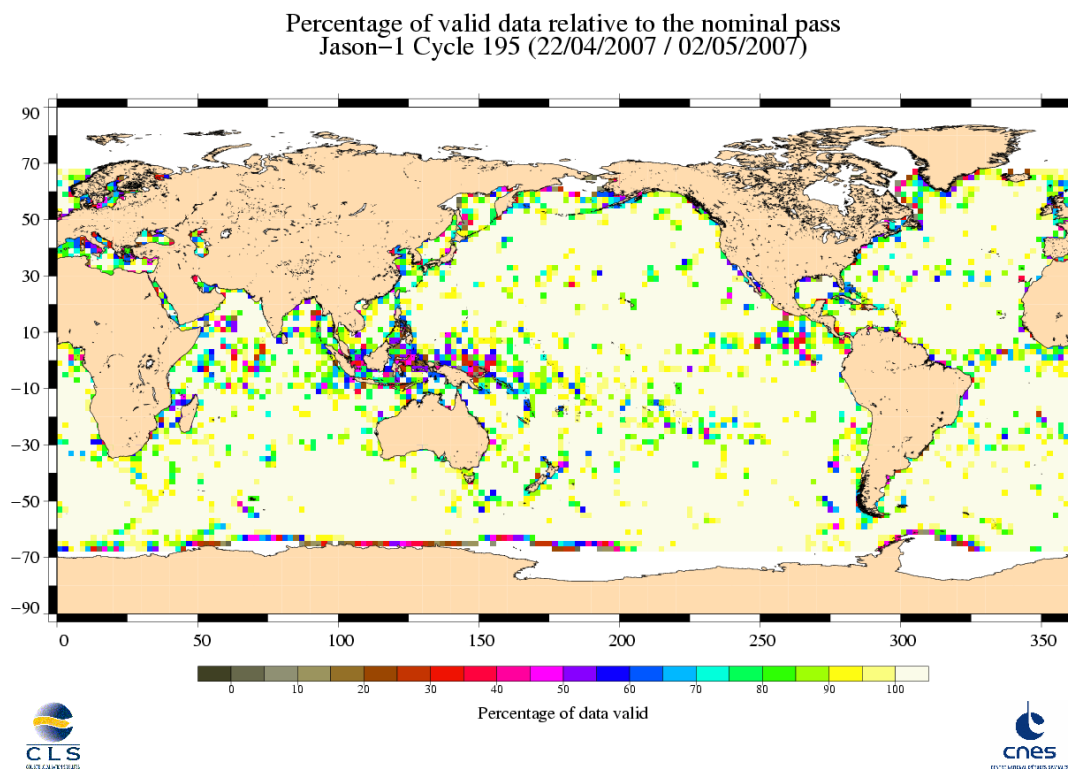 Percentage of valid data relative to the nominal pass
Jason−1 Cycle 195 (22/04/2007 / 02/05/2007)
90
70
50
30
10
−10
−30
−50
−70
−90
0 50 100 150 200 250 300 350
0 10 20 30 40 50 60 70 80 90 100
Percentage of data valid
CLS
cnes